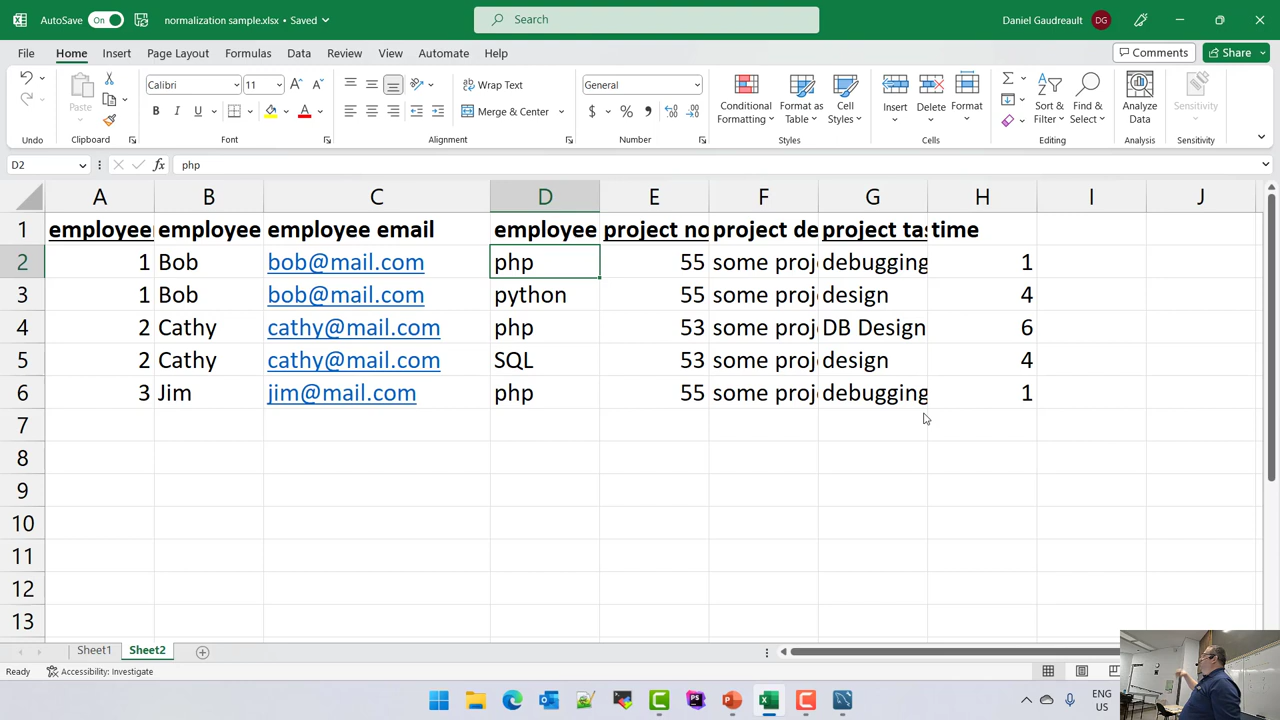 AutoSave On normalization sample.xlsx • Saved Search Daniel Gaudreault DG
File Home Insert Page Layout Formulas Data Review View Automate Help Comments Share
Paste Calibri 11 B I U A Wrap Text Merge & Center General $ % Conditional Formatting Format as Table Cell Styles Insert Delete Format Sort & Filter Find & Select Analyze Data Sensitivity
Undo Clipboard Font Alignment Number Styles Cells Editing Analysis Sensitivity
D2 fx php
A B C D E F G H I J
1 employee employee employee email employee project no project de project tas time
2 1 Bob bob@mail.com php 55 some proj debugging 1
3 1 Bob bob@mail.com python 55 some proj design 4
4 2 Cathy cathy@mail.com php 53 some proj DB Design 6
5 2 Cathy cathy@mail.com SQL 53 some proj design 4
6 3 Jim jim@mail.com php 55 some proj debugging 1
7
8
9
10
11
12
13
Sheet1 Sheet2
Ready Accessibility: Investigate
ENG
US